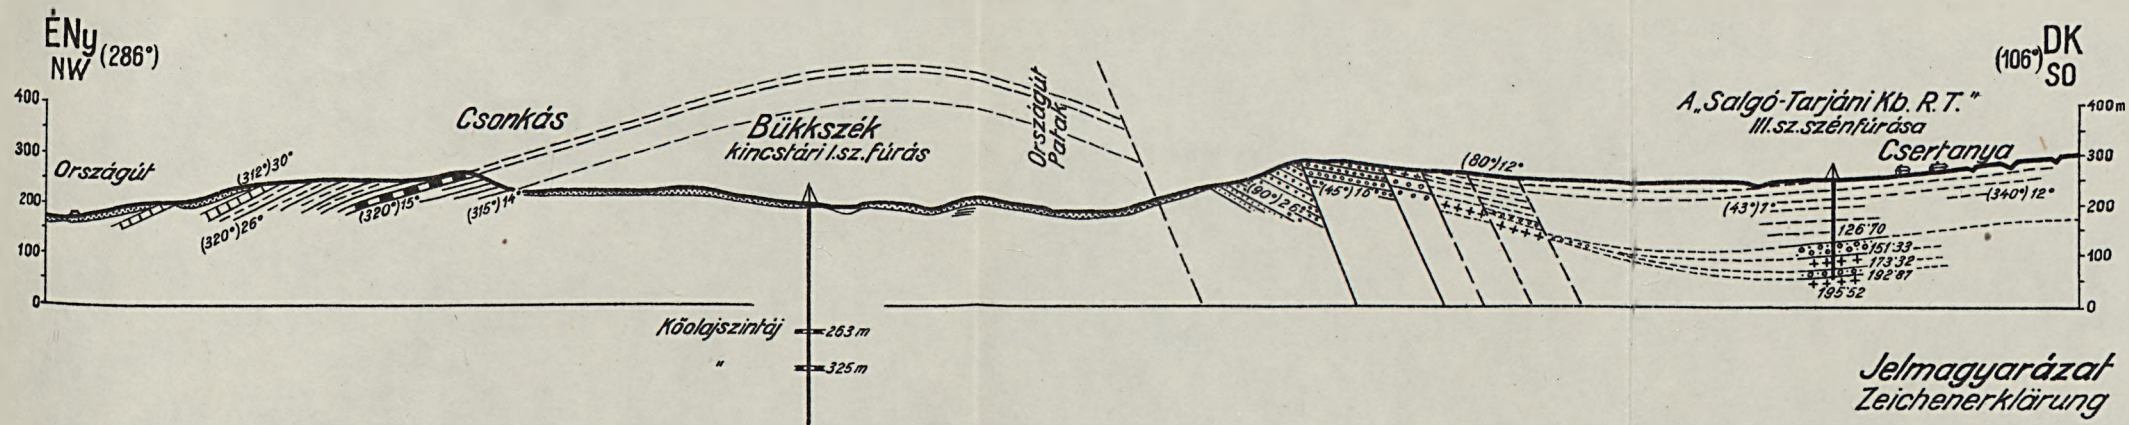 ÉNy
NW (286°)
(106°) DK
SO
400
300
200
100
0
Országút
(312°)30°
(320°)26°
(320°)15°
(315°)14°
Csonkás
Bükkszék
kincstári I.sz.fúrás
Országút
Patak
(90°)26°
(45°)16°
(80°)12°
A „Salgó-Tarjáni Kb. R.T."
III.sz.szénfúrása
Csertanya
(43°)7°
(340°)12°
126·70
151·33
173·32
192·87
195·52
400m
300
200
100
0
Kőolajszintáj 263m
" 325m
Jelmagyarázat
Zeichenerklärung